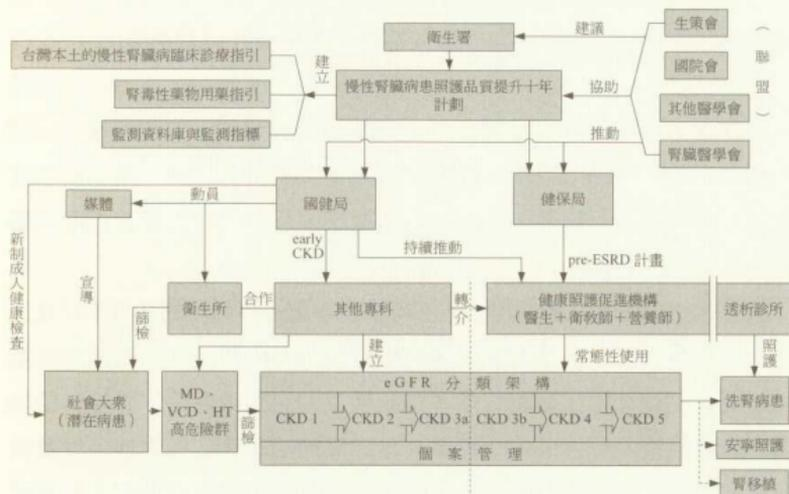 衛生署
建議
生策會
（聯盟）
國院會
其他醫學會
腎臟醫學會
台灣本土的慢性腎臟病臨床診療指引
腎毒性藥物用藥指引
監測資料庫與監測指標
建立
慢性腎臟病患照護品質提升十年
計劃
協助
推動
媒體
動員
國健局
健保局
新制成人健康檢查
宣導
early
CKD
持續推動
pre-ESRD 計畫
篩檢
衛生所
合作
其他專科
轉介
健康照護促進機構
（醫生＋衛教師＋營養師）
透析診所
建立
常態性使用
照護
社會大衆
（潛在病患）
MD、
VCD、HT
高危險群
篩檢
eGFR 分類架構
CKD 1
CKD 2
CKD 3a
CKD 3b
CKD 4
CKD 5
個案管理
洗腎病患
安寧照護
腎移植